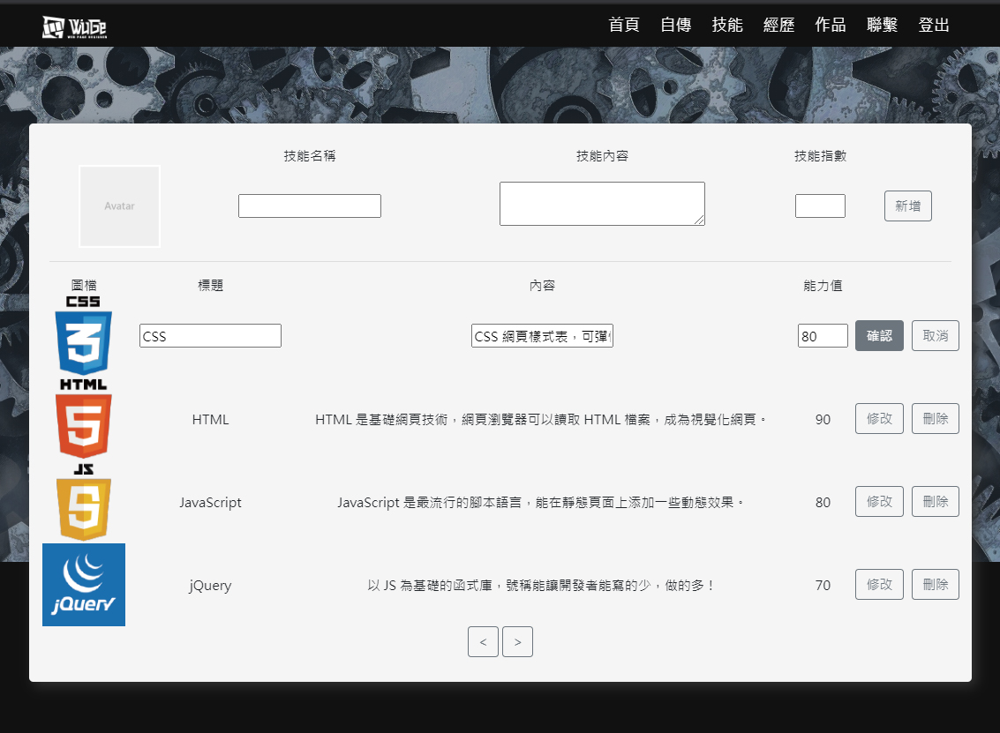 WuGe
WEB PAGE DESIGNER
首頁 自傳 技能 經歷 作品 聯繫 登出
技能名稱 技能內容 技能指數
Avatar
新增
圖檔 標題 內容 能力值
CSS
3
CSS CSS 網頁樣式表，可彈 80 確認 取消
HTML
5
HTML HTML 是基礎網頁技術，網頁瀏覽器可以讀取 HTML 檔案，成為視覺化網頁。 90 修改 刪除
JS
JavaScript JavaScript 是最流行的腳本語言，能在靜態頁面上添加一些動態效果。 80 修改 刪除
jQuery
jQuery 以 JS 為基礎的函式庫，號稱能讓開發者能寫的少，做的多！ 70 修改 刪除
< >